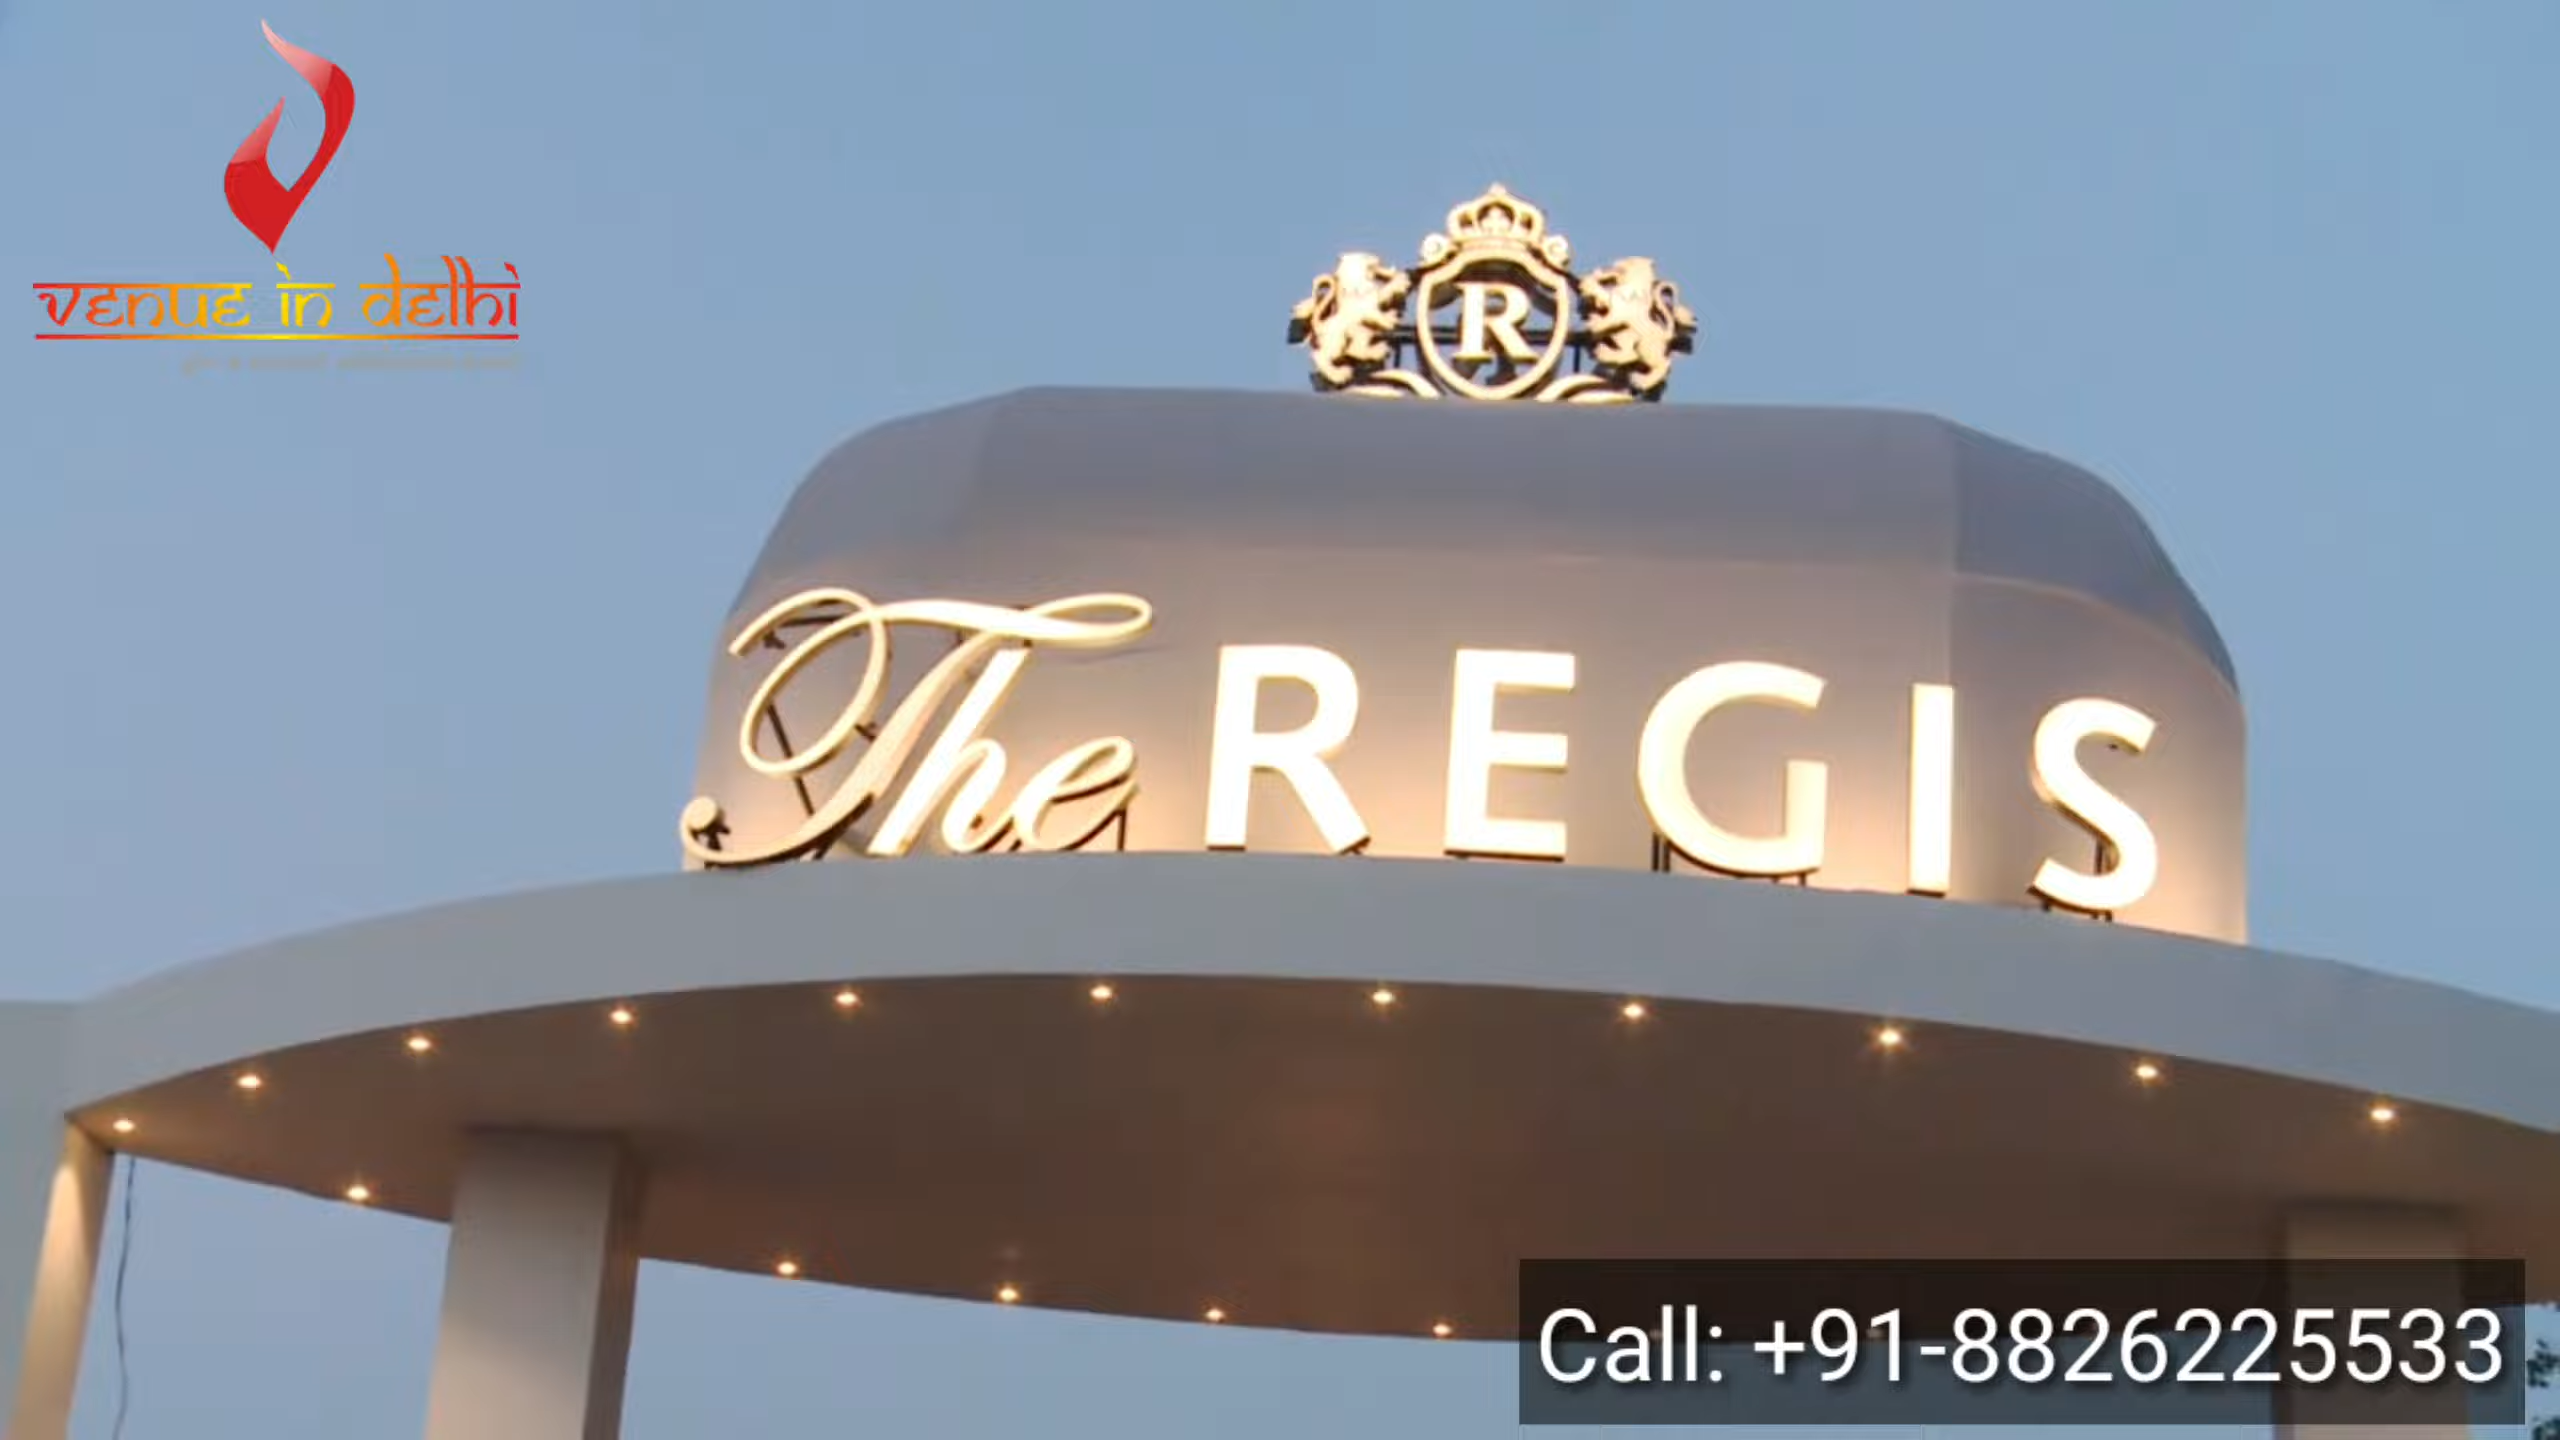 venue in delhi
R
The REGIS
Call: +91-8826225533